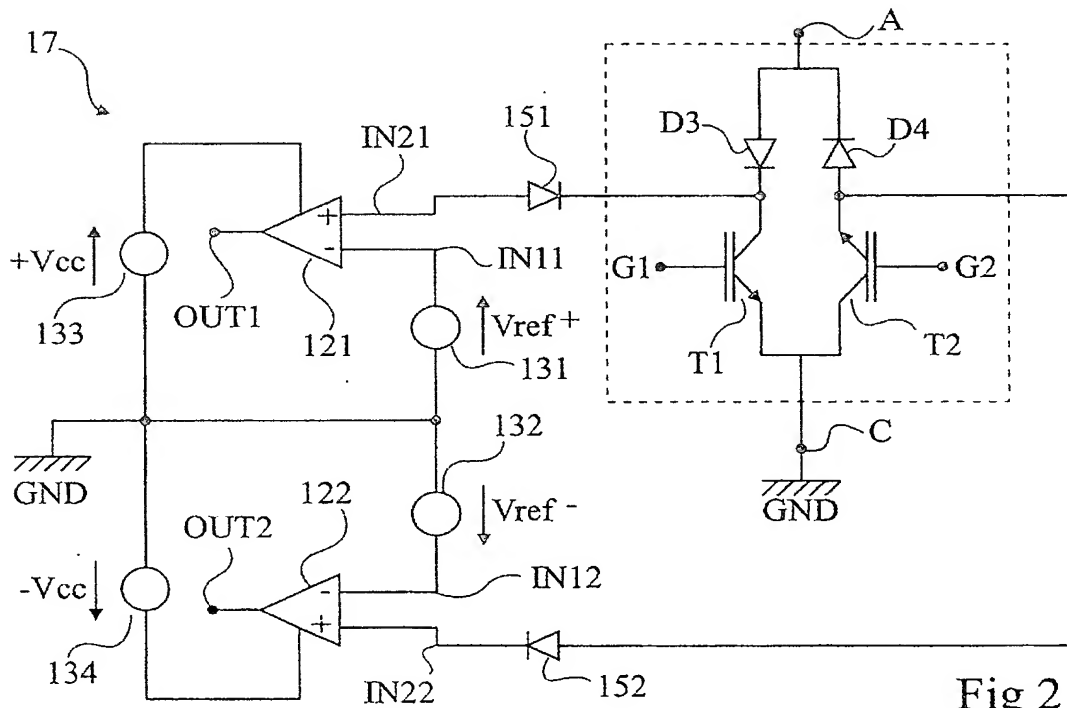 A
17
151
D3
D4
IN21
+
-
IN11
+Vcc
133
OUT1
121
Vref+
131
G1
G2
T1
T2
132
C
GND
GND
122
Vref-
OUT2
-Vcc
134
-
+
IN12
IN22
152
Fig 2